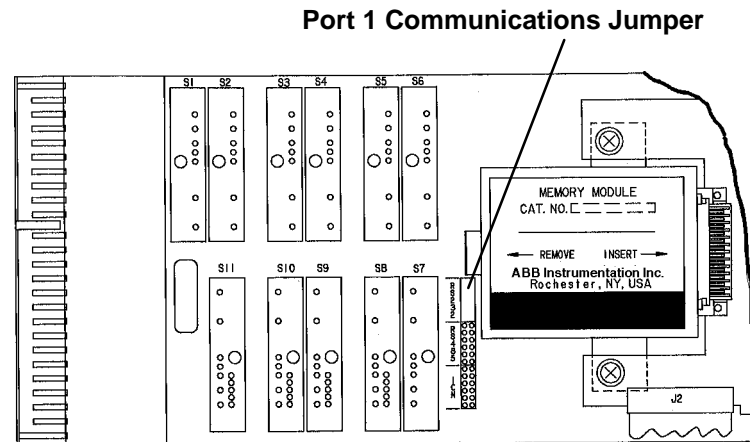 Port 1 Communications Jumper
S1 S2 S3 S4 S5 S6
MEMORY MODULE
CAT. NO.
REMOVE INSERT
ABB Instrumentation Inc.
Rochester, NY, USA
S11 S10 S9 S8 S7
J2